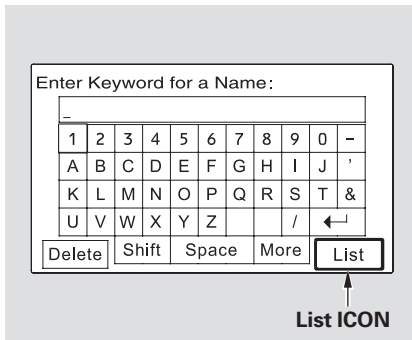 Enter Keyword for a Name:
_
1 2 3 4 5 6 7 8 9 0 -
A B C D E F G H I J '
K L M N O P Q R S T &
U V W X Y Z / ↵
Delete Shift Space More List
List ICON